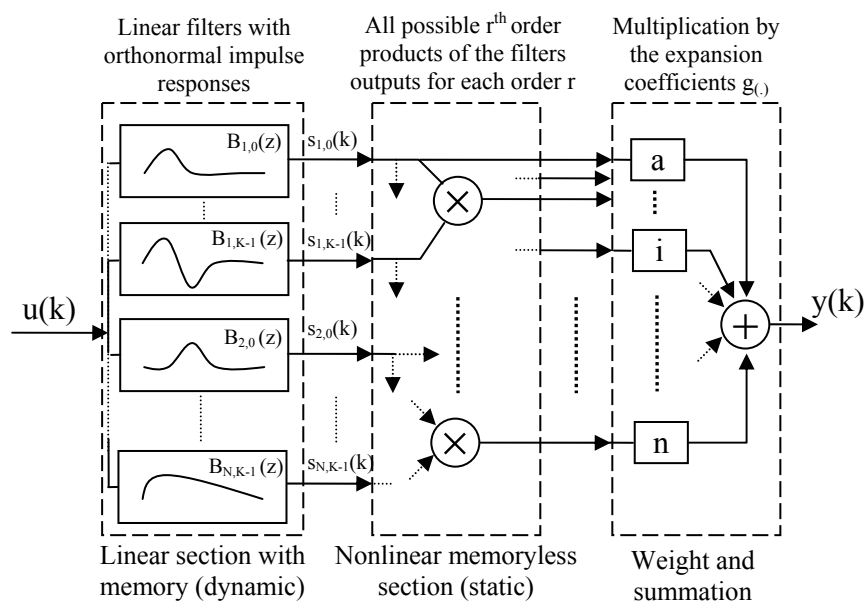 Linear filters with
orthonormal impulse
responses
All possible rth order
products of the filters
outputs for each order r
Multiplication by
the expansion
coefficients g(.)
B1,0(z)
s1,0(k)
a
B1,K-1(z)
s1,K-1(k)
i
u(k)
y(k)
B2,0(z)
s2,0(k)
n
BN,K-1(z)
sN,K-1(k)
Linear section with
memory (dynamic)
Nonlinear memoryless
section (static)
Weight and
summation